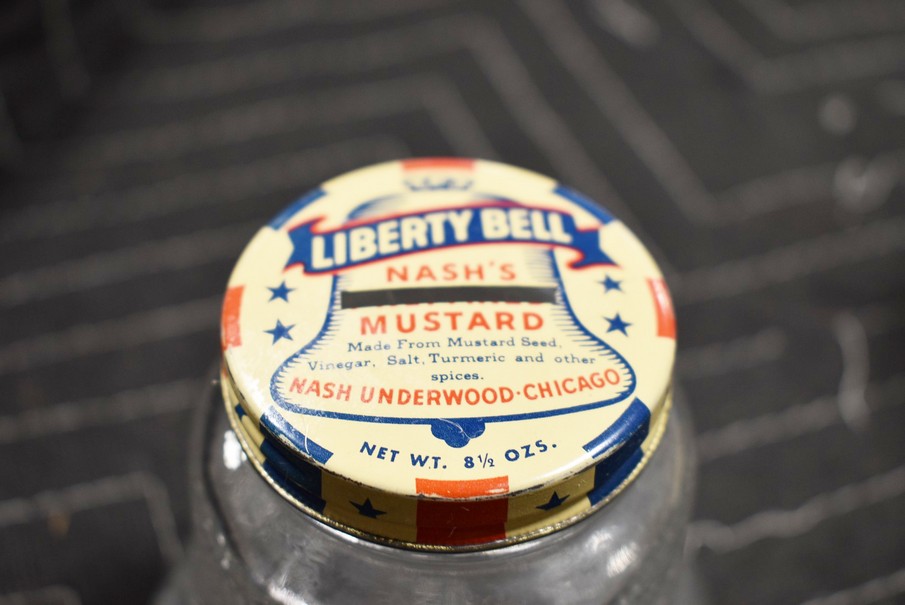 LIBERTY BELL
NASH'S
MUSTARD
Made From Mustard Seed,
Vinegar, Salt, Turmeric and other
spices.
NASH UNDERWOOD·CHICAGO
NET WT. 8½ OZS.